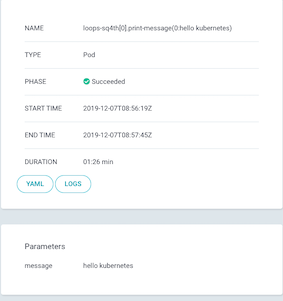 NAME loops-sq4th[0].print-message(0:hello kubernetes)
TYPE Pod
PHASE Succeeded
START TIME 2019-12-07T08:56:19Z
END TIME 2019-12-07T08:57:45Z
DURATION 01:26 min
YAML LOGS
Parameters
message hello kubernetes